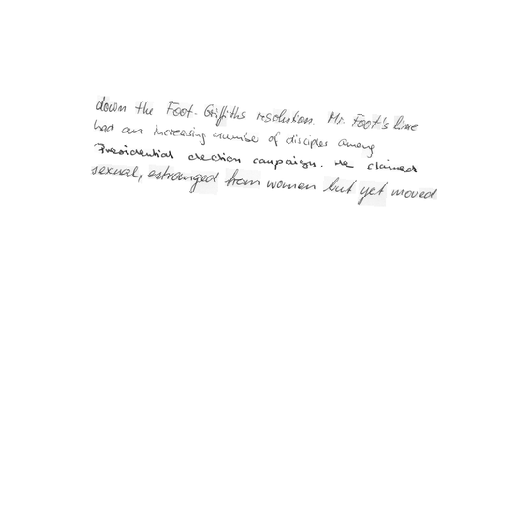 down the Foot-Griffiths resolution. Mr. Foot's line
had an increasing number of disciples among
Presidential election campaign. He claimed
sexual, estranged from women but yet moved